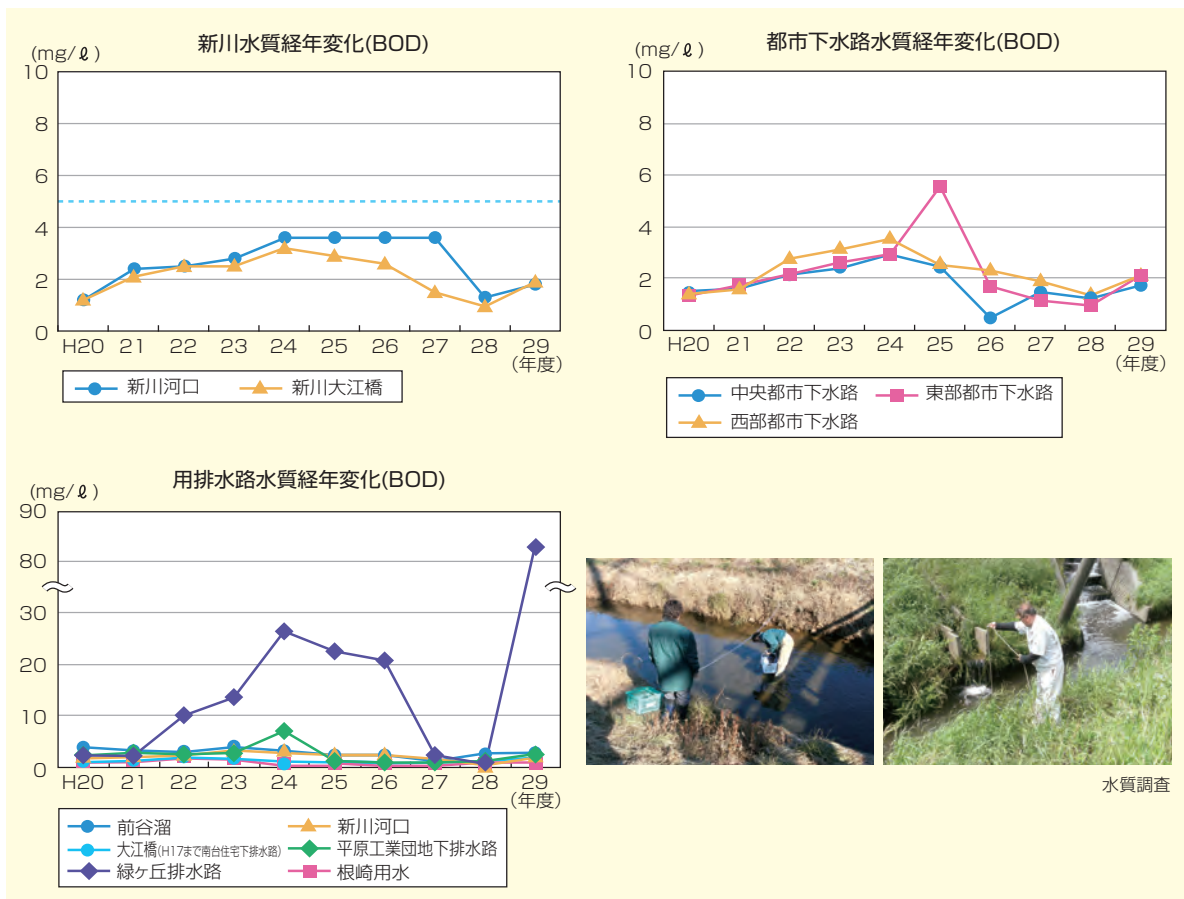 新川水質経年変化(BOD)
(mg/ℓ)
10
8
6
4
2
0
H20 21 22 23 24 25 26 27 28 29
(年度)
新川河口 新川大江橋
都市下水路水質経年変化(BOD)
(mg/ℓ)
10
8
6
4
2
0
H20 21 22 23 24 25 26 27 28 29
(年度)
中央都市下水路 東部都市下水路
西部都市下水路
用排水路水質経年変化(BOD)
(mg/ℓ)
90
80
30
20
10
0
H20 21 22 23 24 25 26 27 28 29
(年度)
前谷溜 新川河口
大江橋(H17まで南台住宅下排水路) 平原工業団地下排水路
緑ヶ丘排水路 根崎用水
水質調査